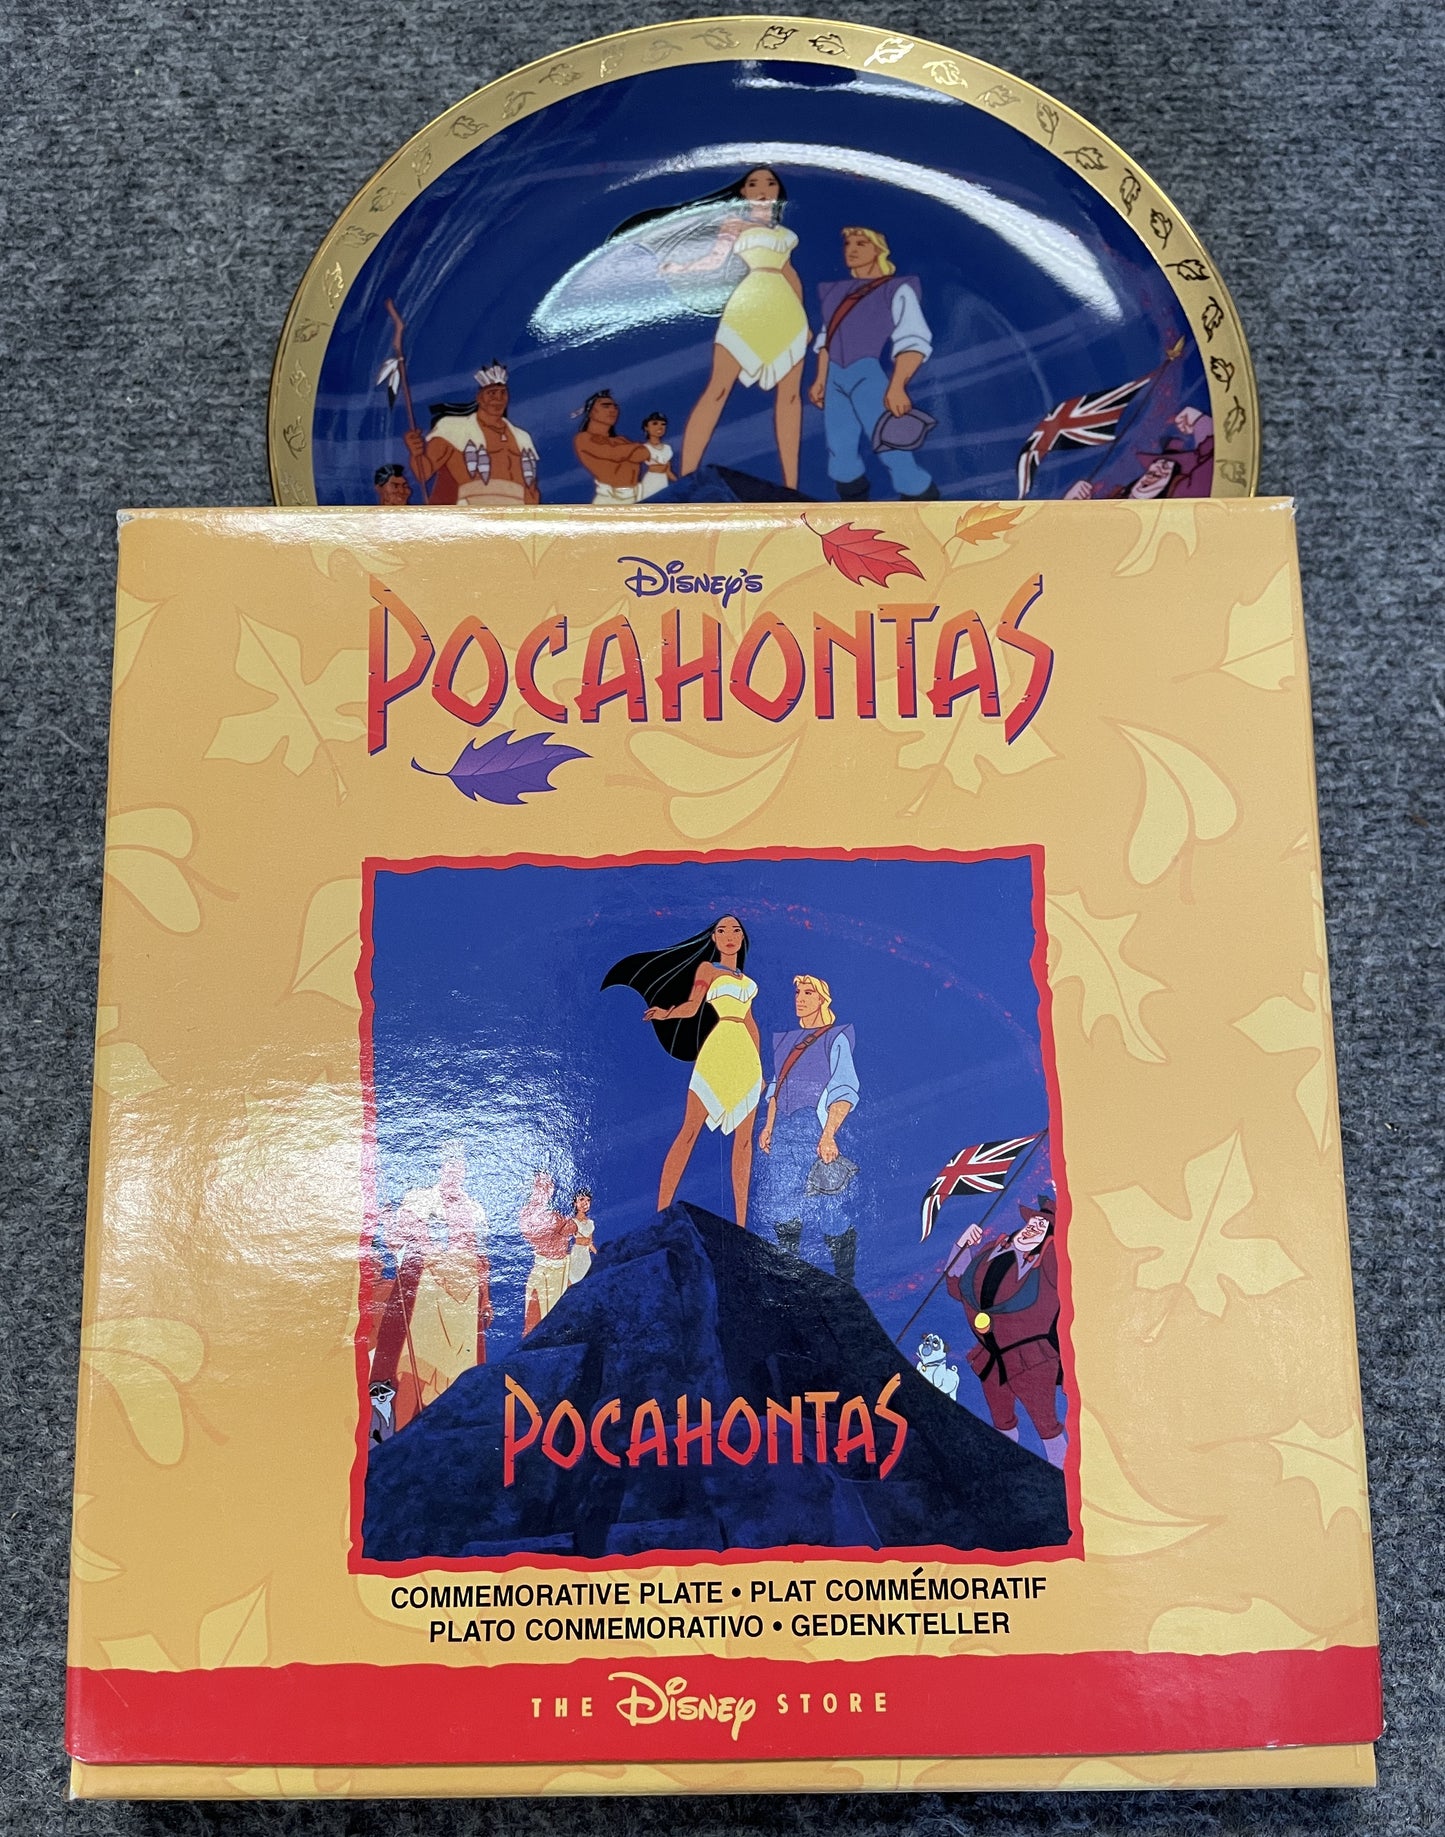 Disney's
POCAHONTAS
POCAHONTAS
COMMEMORATIVE PLATE • PLAT COMMÉMORATIF
PLATO CONMEMORATIVO • GEDENKTELLER
THE Disney STORE